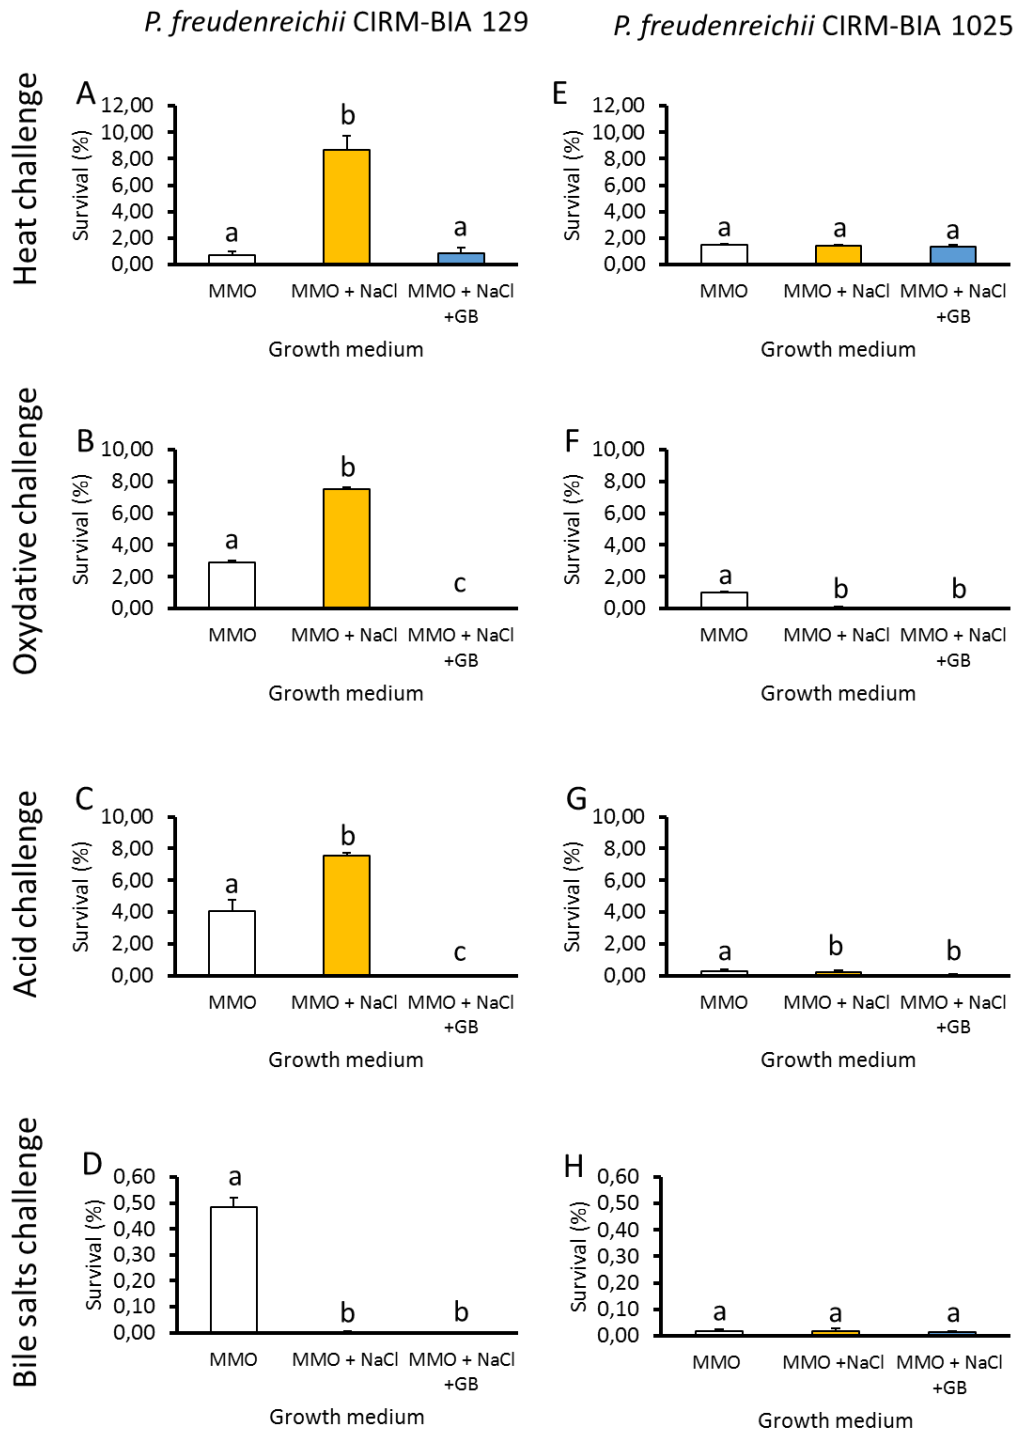 P. freudenreichii CIRM-BIA 129
P. freudenreichii CIRM-BIA 1025
Heat challenge
A
Survival (%)
12,00
10,00
8,00
6,00
4,00
2,00
0,00
a
b
a
MMO
MMO + NaCl
MMO + NaCl
+GB
Growth medium
E
Survival (%)
12,00
10,00
8,00
6,00
4,00
2,00
0,00
a
a
a
MMO
MMO + NaCl
MMO + NaCl
+GB
Growth medium
Oxydative challenge
B
Survival (%)
10,00
8,00
6,00
4,00
2,00
0,00
a
b
c
MMO
MMO + NaCl
MMO + NaCl
+GB
Growth medium
F
Survival (%)
10,00
8,00
6,00
4,00
2,00
0,00
a
b
b
MMO
MMO + NaCl
MMO + NaCl
+GB
Growth medium
Acid challenge
C
Survival (%)
10,00
8,00
6,00
4,00
2,00
0,00
a
b
c
MMO
MMO + NaCl
MMO + NaCl
+GB
Growth medium
G
Survival (%)
10,00
8,00
6,00
4,00
2,00
0,00
a
b
b
MMO
MMO + NaCl
MMO + NaCl
+GB
Growth medium
Bile salts challenge
D
Survival (%)
0,60
0,50
0,40
0,30
0,20
0,10
0,00
a
b
b
MMO
MMO + NaCl
MMO + NaCl
+GB
Growth medium
H
Survival (%)
0,60
0,50
0,40
0,30
0,20
0,10
0,00
a
a
a
MMO
MMO +NaCl
MMO + NaCl
+GB
Growth medium